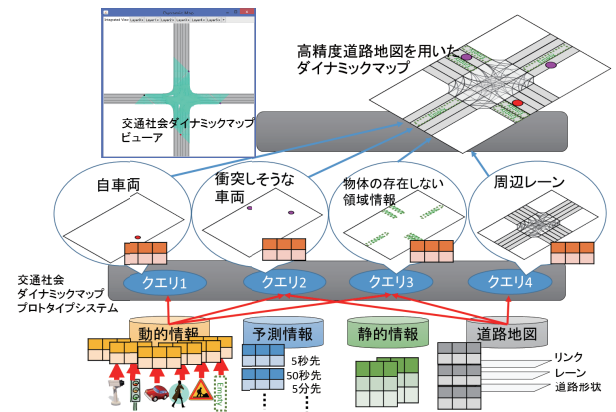 Integrated View
高精度道路地図を用いた
ダイナミックマップ
交通社会ダイナミックマップ
ビューア
自車両
衝突しそうな
車両
物体の存在しない
領域情報
周辺レーン
交通社会
ダイナミックマップ
プロトタイプシステム
クエリ1
クエリ2
クエリ3
クエリ4
動的情報
予測情報
静的情報
道路地図
5秒先
50秒先
5分先
リンク
レーン
道路形状
Empty